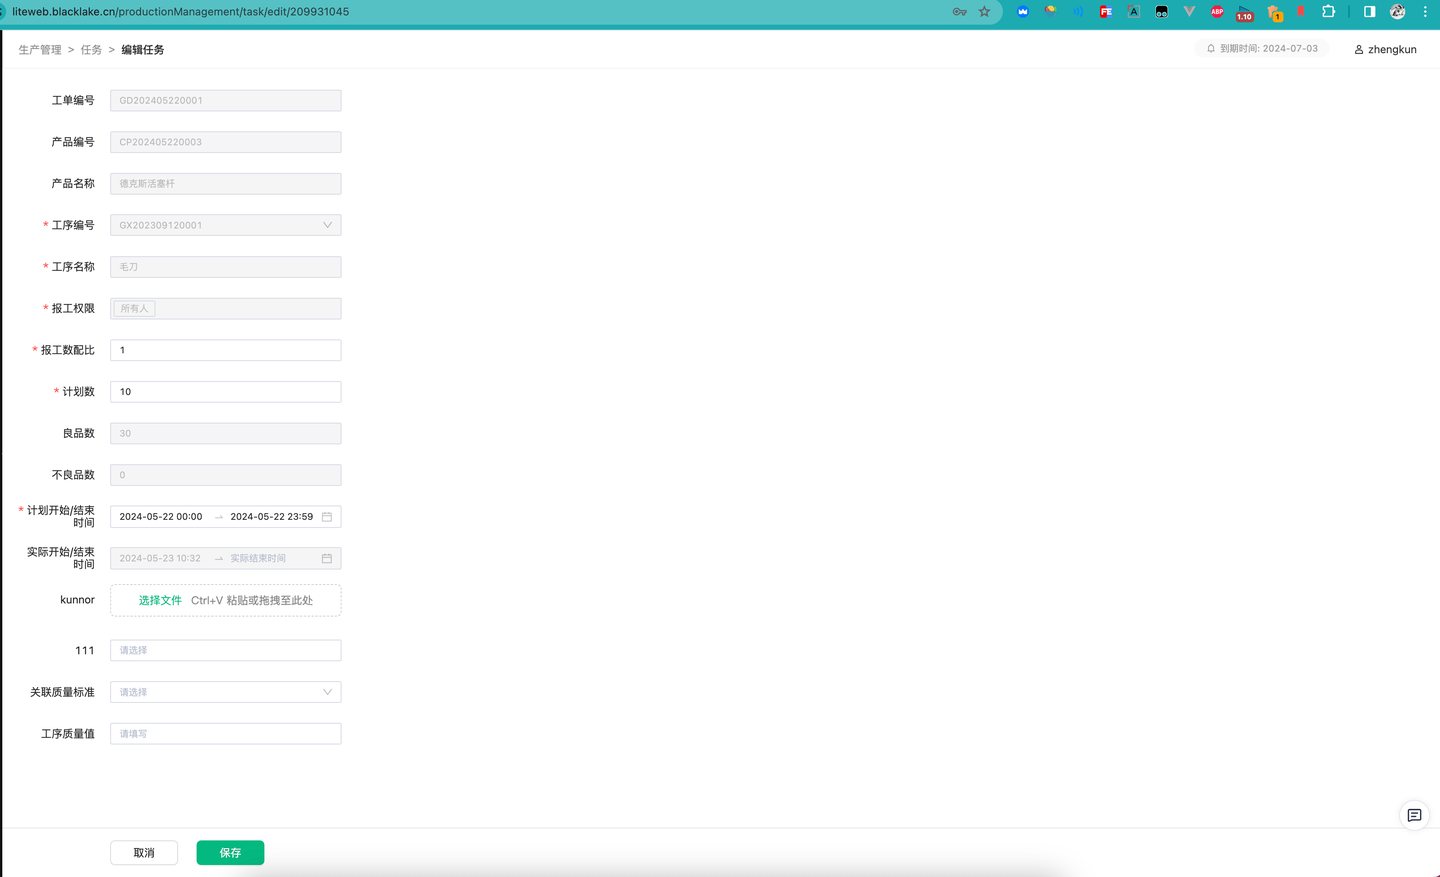 liteweb.blacklake.cn/productionManagement/task/edit/209931045
FE
A
ABP
1.10
1
生产管理 > 任务 > 编辑任务
到期时间: 2024-07-03
zhengkun
工单编号 GD202405220001
产品编号 CP202405220003
产品名称 德克斯活塞杆
* 工序编号 GX202309120001
* 工序名称 毛刀
* 报工权限 所有人
* 报工数配比 1
* 计划数 10
良品数 30
不良品数 0
* 计划开始/结束
时间
2024-05-22 00:00 → 2024-05-22 23:59
实际开始/结束
时间
2024-05-23 10:32 → 实际结束时间
kunnor 选择文件 Ctrl+V 粘贴或拖拽至此处
111 请选择
关联质量标准 请选择
工序质量值 请填写
取消 保存